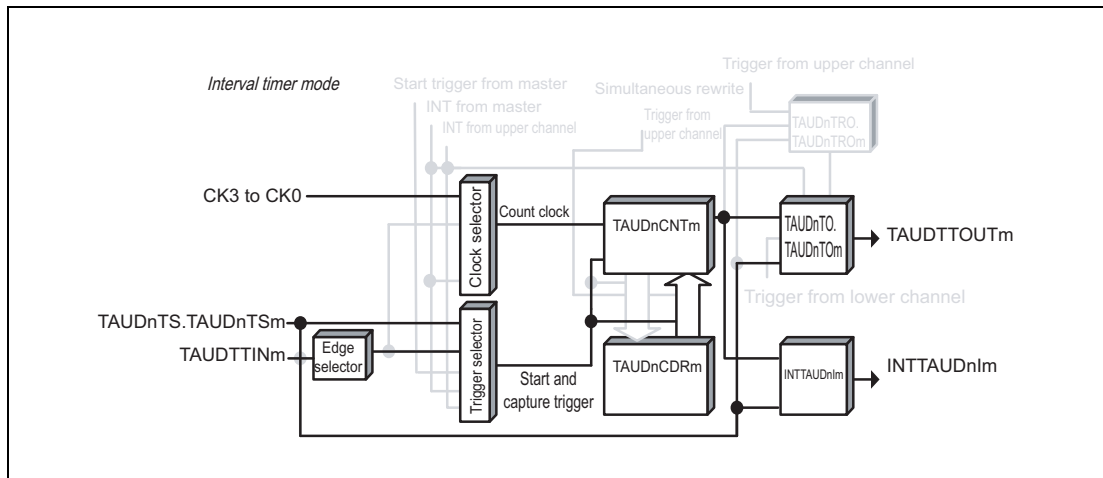 Interval timer mode
Start trigger from master
INT from master
INT from upper channel
Simultaneous rewrite
Trigger from
upper channel
Trigger from upper channel
TAUDnTRO.
TAUDnTROm
CK3 to CK0
Clock selector
Count clock
TAUDnCNTm
TAUDnTO.
TAUDnTOm
TAUDTTOUTm
Trigger from lower channel
TAUDnTS.TAUDnTSm
TAUDTTINm
Edge
selector
Trigger selector
Start and
capture trigger
TAUDnCDRm
INTTAUDnIm
INTTAUDnIm